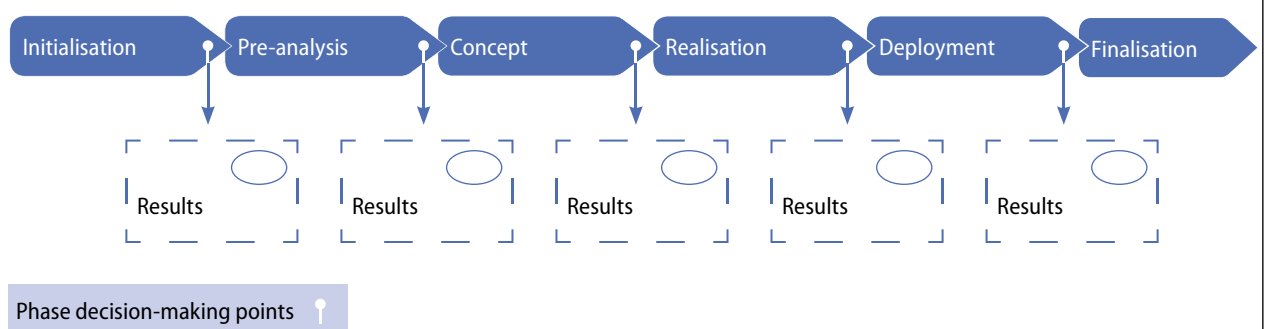 Initialisation
Pre-analysis
Concept
Realisation
Deployment
Finalisation
Results
Results
Results
Results
Results
Phase decision-making points